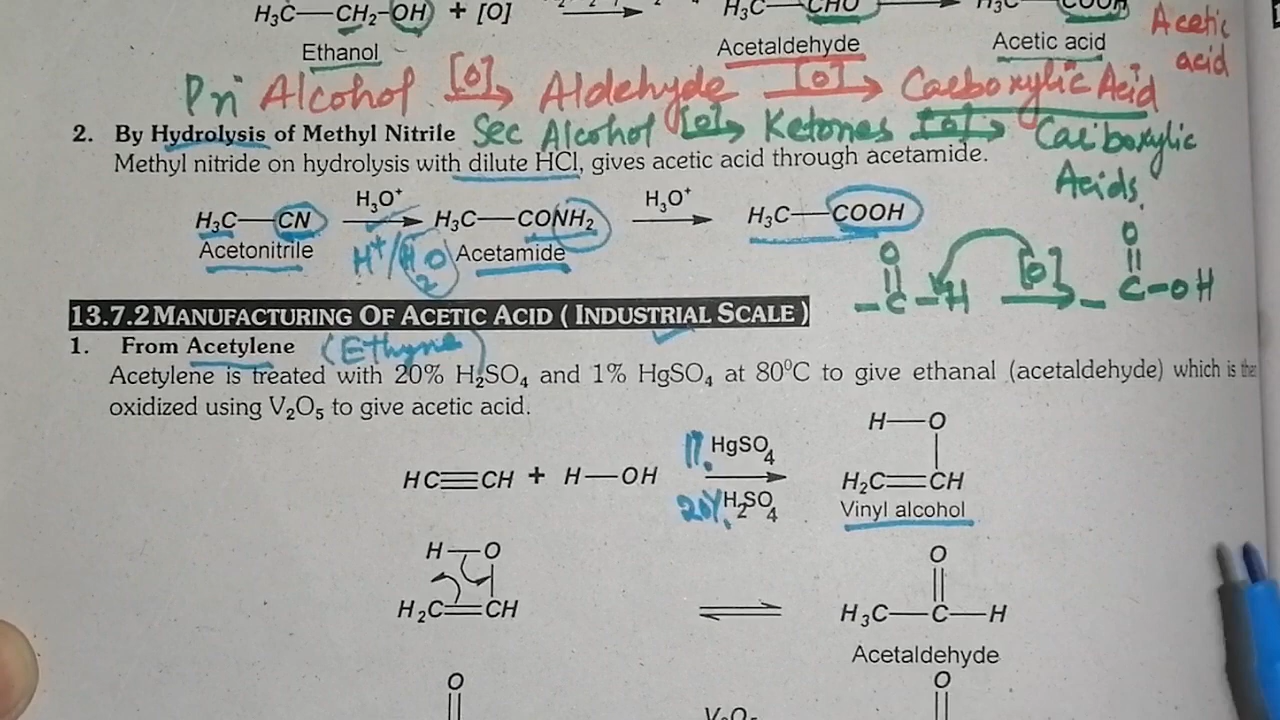 H₃C—CH₂-OH + [O]
H₃C—CHO
Ethanol
Acetaldehyde
Acetic acid
Acetic acid
Pri Alcohol [O]→ Aldehyde [O]→ Carboxylic Acid
2. By Hydrolysis of Methyl Nitrile
Sec Alcohol [O]→ Ketones [O]→ Carboxylic Acids.
Methyl nitride on hydrolysis with dilute HCl, gives acetic acid through acetamide.
H₃C—CN H₃O⁺→ H₃C—CONH₂ H₃O⁺→ H₃C—COOH
Acetonitrile H⁺/H₂O Acetamide
O O
-C-H [O]→ -C-OH
13.7.2 MANUFACTURING OF ACETIC ACID ( INDUSTRIAL SCALE )
1. From Acetylene (Ethyne)
Acetylene is treated with 20% H₂SO₄ and 1% HgSO₄ at 80⁰C to give ethanal (acetaldehyde) which is then
oxidized using V₂O₅ to give acetic acid.
H—O
HC≡CH + H—OH 1% HgSO₄ 20% H₂SO₄→ H₂C=CH
Vinyl alcohol
H—O O
H₂C=CH ⇌ H₃C—C—H
Acetaldehyde
O O
V₂O₅